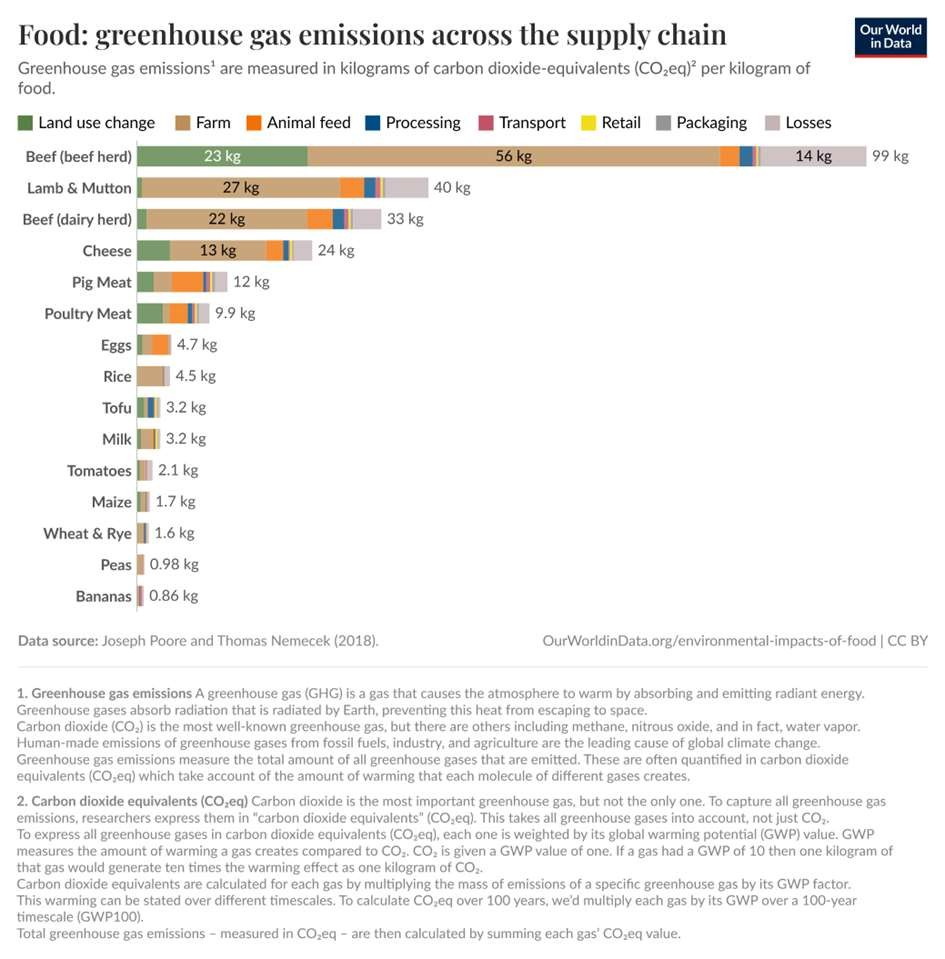 Food: greenhouse gas emissions across the supply chain
Our World
in Data
Greenhouse gas emissions¹ are measured in kilograms of carbon dioxide-equivalents (CO₂eq)² per kilogram of
food.
Land use change Farm Animal feed Processing Transport Retail Packaging Losses
Beef (beef herd) 23 kg 56 kg 14 kg 99 kg
Lamb & Mutton 27 kg 40 kg
Beef (dairy herd) 22 kg 33 kg
Cheese 13 kg 24 kg
Pig Meat 12 kg
Poultry Meat 9.9 kg
Eggs 4.7 kg
Rice 4.5 kg
Tofu 3.2 kg
Milk 3.2 kg
Tomatoes 2.1 kg
Maize 1.7 kg
Wheat & Rye 1.6 kg
Peas 0.98 kg
Bananas 0.86 kg
Data source: Joseph Poore and Thomas Nemecek (2018). OurWorldinData.org/environmental-impacts-of-food | CC BY
1. Greenhouse gas emissions A greenhouse gas (GHG) is a gas that causes the atmosphere to warm by absorbing and emitting radiant energy.
Greenhouse gases absorb radiation that is radiated by Earth, preventing this heat from escaping to space.
Carbon dioxide (CO₂) is the most well-known greenhouse gas, but there are others including methane, nitrous oxide, and in fact, water vapor.
Human-made emissions of greenhouse gases from fossil fuels, industry, and agriculture are the leading cause of global climate change.
Greenhouse gas emissions measure the total amount of all greenhouse gases that are emitted. These are often quantified in carbon dioxide
equivalents (CO₂eq) which take account of the amount of warming that each molecule of different gases creates.
2. Carbon dioxide equivalents (CO₂eq) Carbon dioxide is the most important greenhouse gas, but not the only one. To capture all greenhouse gas
emissions, researchers express them in "carbon dioxide equivalents" (CO₂eq). This takes all greenhouse gases into account, not just CO₂.
To express all greenhouse gases in carbon dioxide equivalents (CO₂eq), each one is weighted by its global warming potential (GWP) value. GWP
measures the amount of warming a gas creates compared to CO₂. CO₂ is given a GWP value of one. If a gas had a GWP of 10 then one kilogram of
that gas would generate ten times the warming effect as one kilogram of CO₂.
Carbon dioxide equivalents are calculated for each gas by multiplying the mass of emissions of a specific greenhouse gas by its GWP factor.
This warming can be stated over different timescales. To calculate CO₂eq over 100 years, we'd multiply each gas by its GWP over a 100-year
timescale (GWP100).
Total greenhouse gas emissions – measured in CO₂eq – are then calculated by summing each gas' CO₂eq value.